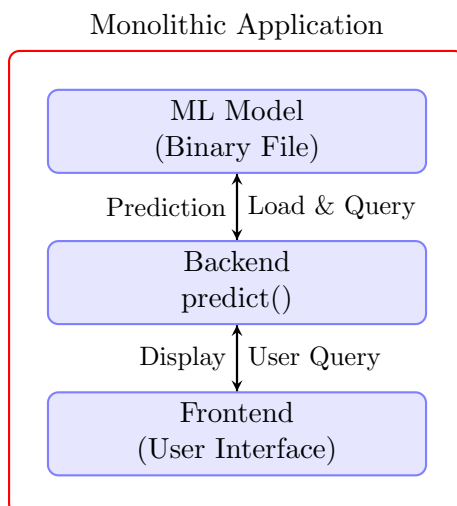 Monolithic Application
ML Model
(Binary File)
Prediction Load & Query
Backend
predict()
Display User Query
Frontend
(User Interface)